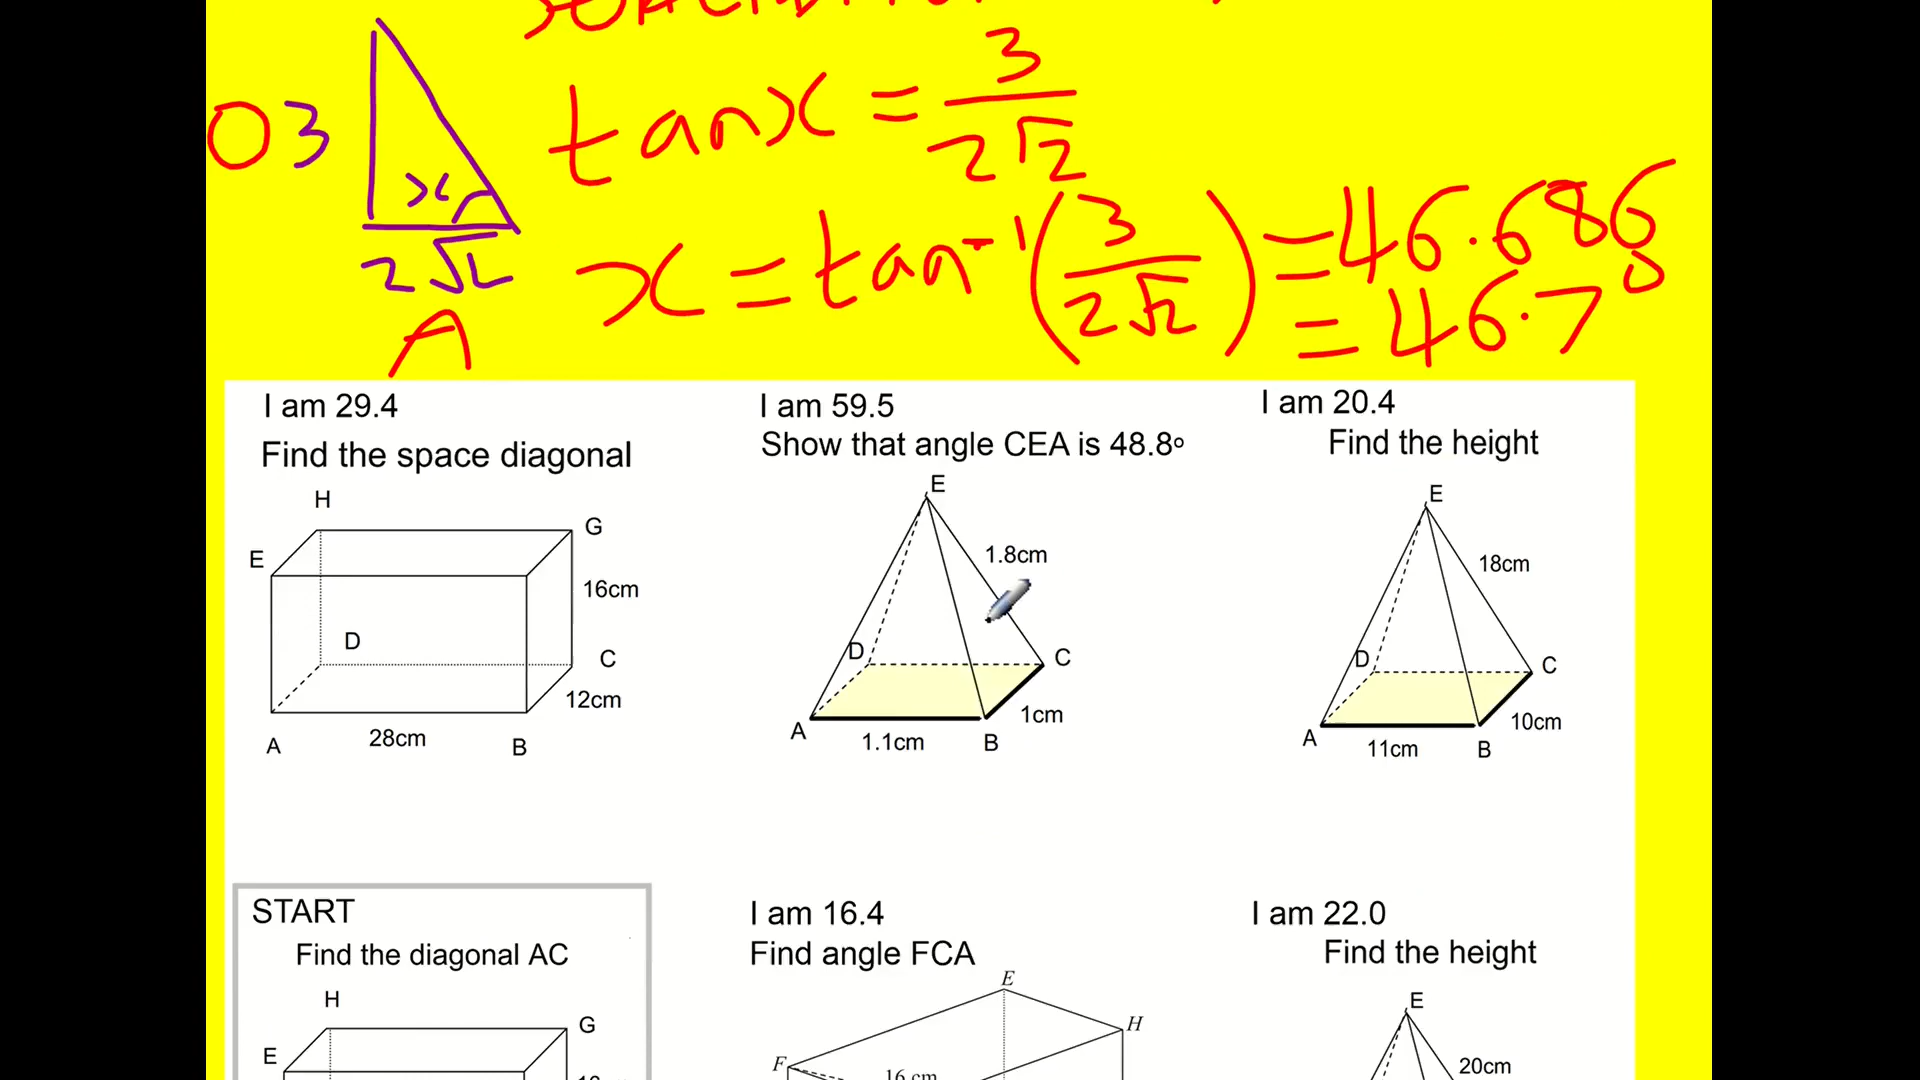 tanx = 3/2√2
O 3
x
2√2
A
x = tan⁻¹(3/2√2) = 46.686
= 46.7°
I am 29.4
Find the space diagonal
H
G
E
16cm
D
C
12cm
28cm
A
B
I am 59.5
Show that angle CEA is 48.8°
E
1.8cm
D
C
1cm
A
1.1cm
B
I am 20.4
Find the height
E
18cm
D
C
10cm
A
11cm
B
START
Find the diagonal AC
H
G
E
I am 16.4
Find angle FCA
E
H
F
16 cm
I am 22.0
Find the height
E
20cm